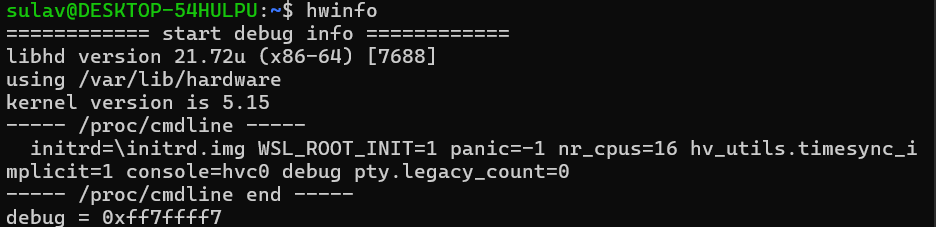 sulav@DESKTOP-54HULPU:~$ hwinfo
============ start debug info ============
libhd version 21.72u (x86-64) [7688]
using /var/lib/hardware
kernel version is 5.15
----- /proc/cmdline -----
  initrd=\initrd.img WSL_ROOT_INIT=1 panic=-1 nr_cpus=16 hv_utils.timesync_i
mplicit=1 console=hvc0 debug pty.legacy_count=0
----- /proc/cmdline end -----
debug = 0xff7ffff7